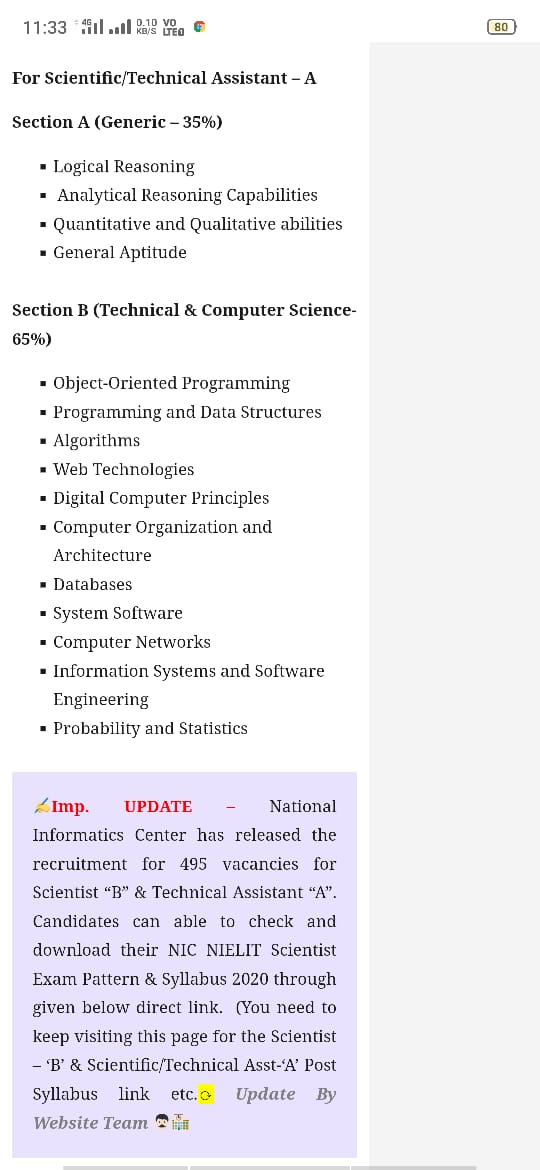 11:33 4G 0.10 KB/S VO LTE 80
For Scientific/Technical Assistant – A
Section A (Generic – 35%)
▪ Logical Reasoning
▪ Analytical Reasoning Capabilities
▪ Quantitative and Qualitative abilities
▪ General Aptitude
Section B (Technical & Computer Science-
65%)
▪ Object-Oriented Programming
▪ Programming and Data Structures
▪ Algorithms
▪ Web Technologies
▪ Digital Computer Principles
▪ Computer Organization and
Architecture
▪ Databases
▪ System Software
▪ Computer Networks
▪ Information Systems and Software
Engineering
▪ Probability and Statistics
✍Imp. UPDATE – National
Informatics Center has released the
recruitment for 495 vacancies for
Scientist “B” & Technical Assistant “A”.
Candidates can able to check and
download their NIC NIELIT Scientist
Exam Pattern & Syllabus 2020 through
given below direct link. (You need to
keep visiting this page for the Scientist
– ‘B’ & Scientific/Technical Asst-‘A’ Post
Syllabus link etc. Update By
Website Team